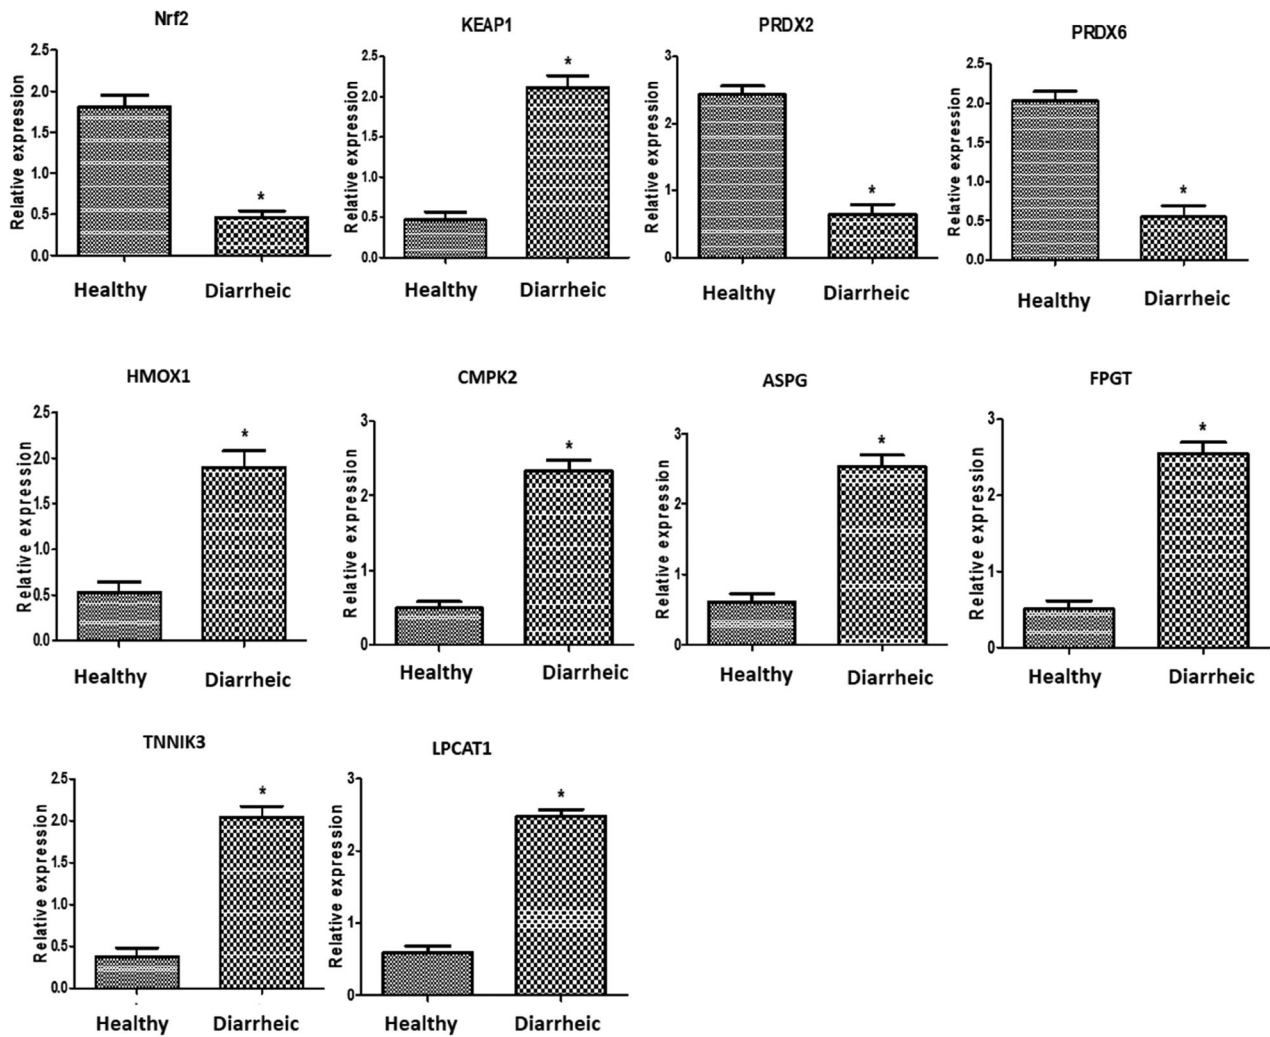 Nrf2
KEAP1
PRDX2
PRDX6
Relative expression
2.5
2.0
1.5
1.0
0.5
0.0
*
Healthy Diarrheic
Relative expression
2.5
2.0
1.5
1.0
0.5
0.0
*
Healthy Diarrheic
Relative expression
3
2
1
0
*
Healthy Diarrheic
Relative expression
2.5
2.0
1.5
1.0
0.5
0.0
*
Healthy Diarrheic
HMOX1
CMPK2
ASPG
FPGT
Relative expression
2.5
2.0
1.5
1.0
0.5
0.0
*
Healthy Diarrheic
Relative expression
3
2
1
0
*
Healthy Diarrheic
Relative expression
3
2
1
0
*
Healthy Diarrheic
Relative expression
3
2
1
0
*
Healthy Diarrheic
TNNIK3
LPCAT1
Relative expression
2.5
2.0
1.5
1.0
0.5
0.0
*
Healthy Diarrheic
Relative expression
3
2
1
0
*
Healthy Diarrheic